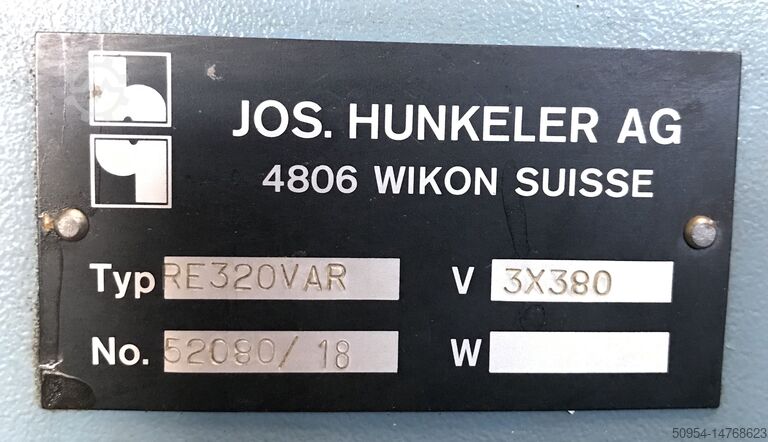 JOS. HUNKELER AG
4806 WIKON SUISSE
Typ RE320VAR V 3X380
No. 52080/18 W
50954-14768623